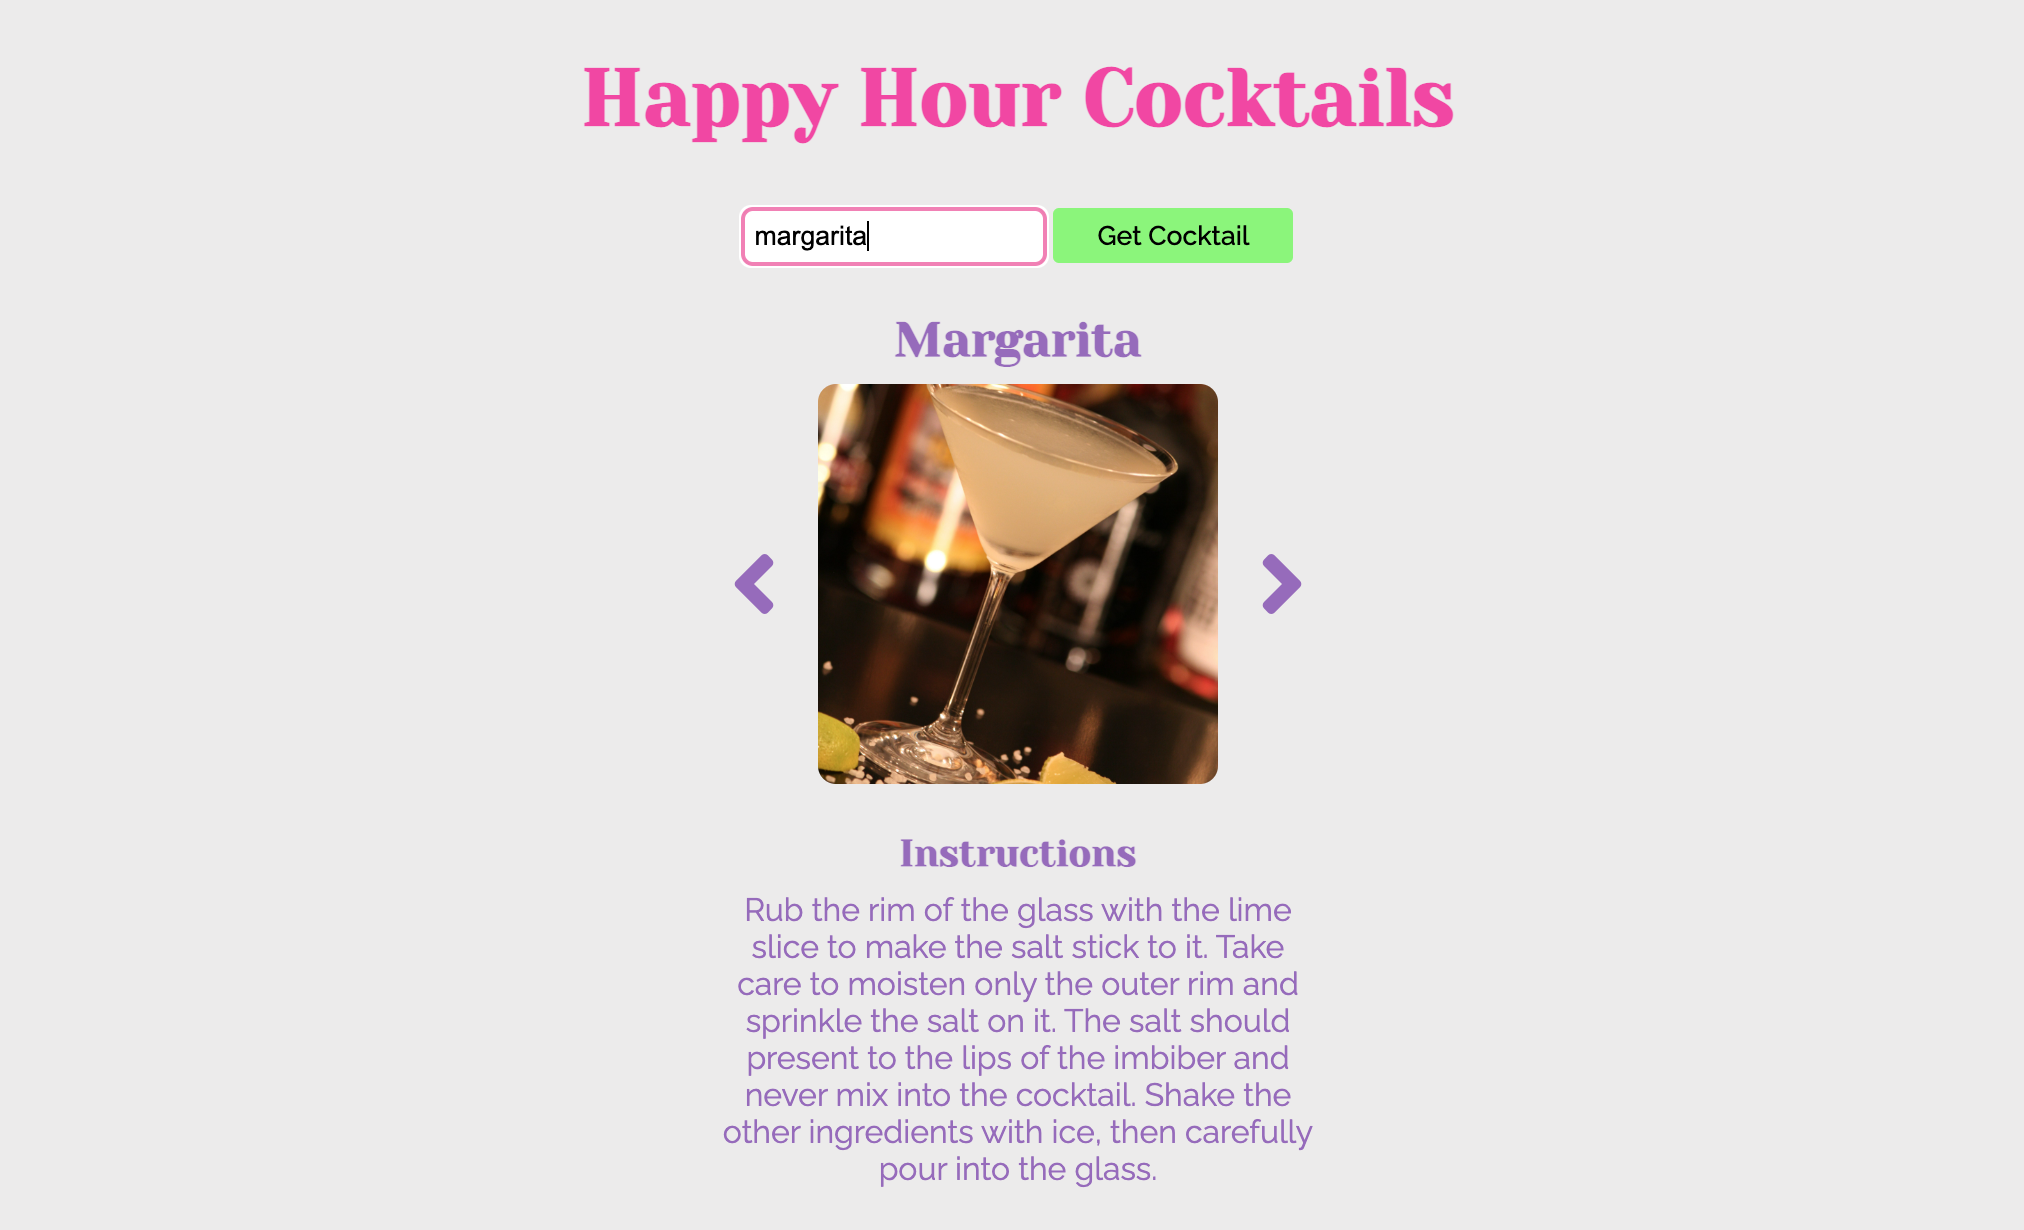 Happy Hour Cocktails
margarita
Get Cocktail
Margarita
Instructions
Rub the rim of the glass with the lime
slice to make the salt stick to it. Take
care to moisten only the outer rim and
sprinkle the salt on it. The salt should
present to the lips of the imbiber and
never mix into the cocktail. Shake the
other ingredients with ice, then carefully
pour into the glass.